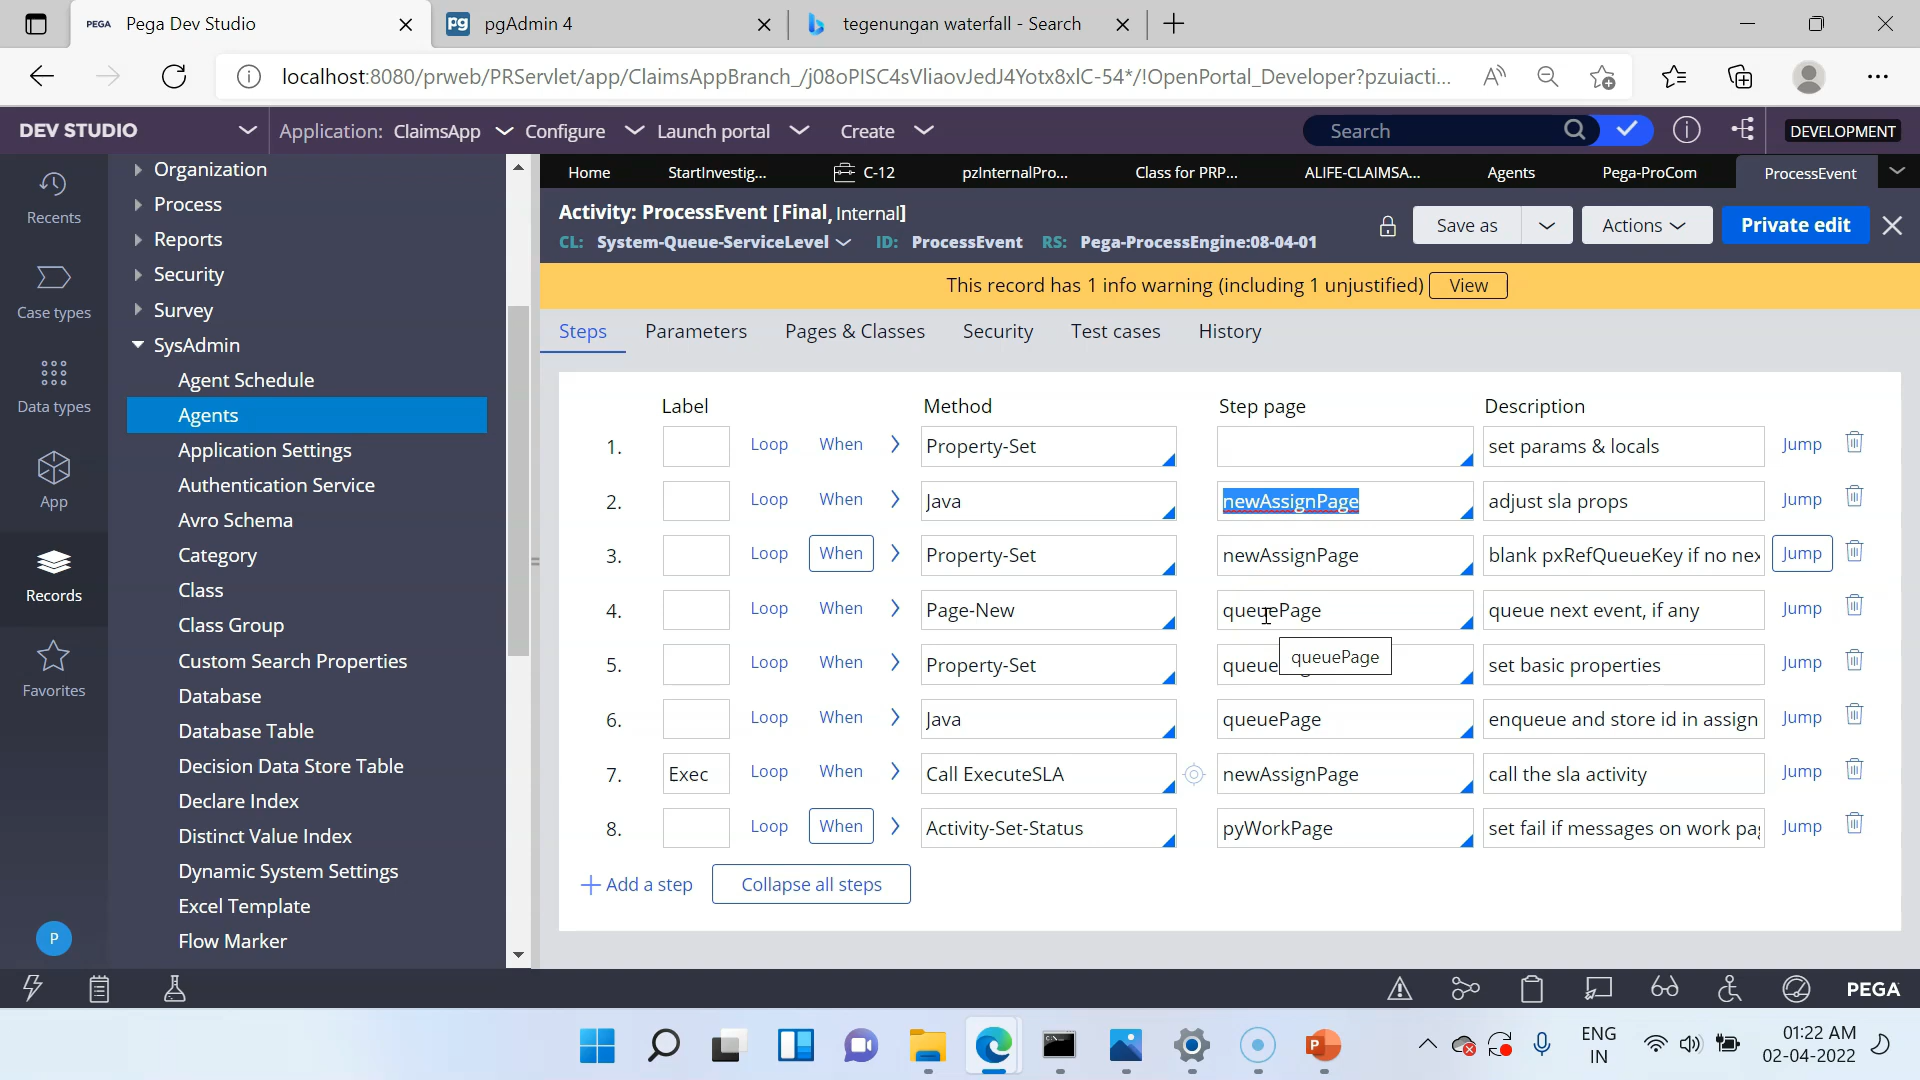 PEGA Pega Dev Studio
pg pgAdmin 4
tegenungan waterfall - Search
localhost:8080/prweb/PRServlet/app/ClaimsAppBranch_/j08oPISC4sVliaovJedJ4Yotx8xlC-54*/!OpenPortal_Developer?pzuiacti...
DEV STUDIO
Application: ClaimsApp
Configure
Launch portal
Create
Search
DEVELOPMENT
Recents
Case types
Data types
App
Records
Favorites
P
Organization
Process
Reports
Security
Survey
SysAdmin
Agent Schedule
Agents
Application Settings
Authentication Service
Avro Schema
Category
Class
Class Group
Custom Search Properties
Database
Database Table
Decision Data Store Table
Declare Index
Distinct Value Index
Dynamic System Settings
Excel Template
Flow Marker
Home StartInvestig... C-12 pzInternalPro... Class for PRP... ALIFE-CLAIMSA... Agents Pega-ProCom ProcessEvent
Activity: ProcessEvent [Final, Internal]
CL: System-Queue-ServiceLevel ID: ProcessEvent RS: Pega-ProcessEngine:08-04-01
Save as
Actions
Private edit
This record has 1 info warning (including 1 unjustified) View
Steps Parameters Pages & Classes Security Test cases History
Label Method Step page Description
1. Loop When Property-Set set params & locals Jump
2. Loop When Java newAssignPage adjust sla props Jump
3. Loop When Property-Set newAssignPage blank pxRefQueueKey if no nex Jump
4. Loop When Page-New queuePage queue next event, if any Jump
queuePage
5. Loop When Property-Set queue set basic properties Jump
6. Loop When Java queuePage enqueue and store id in assign Jump
7. Exec Loop When Call ExecuteSLA newAssignPage call the sla activity Jump
8. Loop When Activity-Set-Status pyWorkPage set fail if messages on work pa Jump
Add a step
Collapse all steps
PEGA
ENG
IN
01:22 AM
02-04-2022